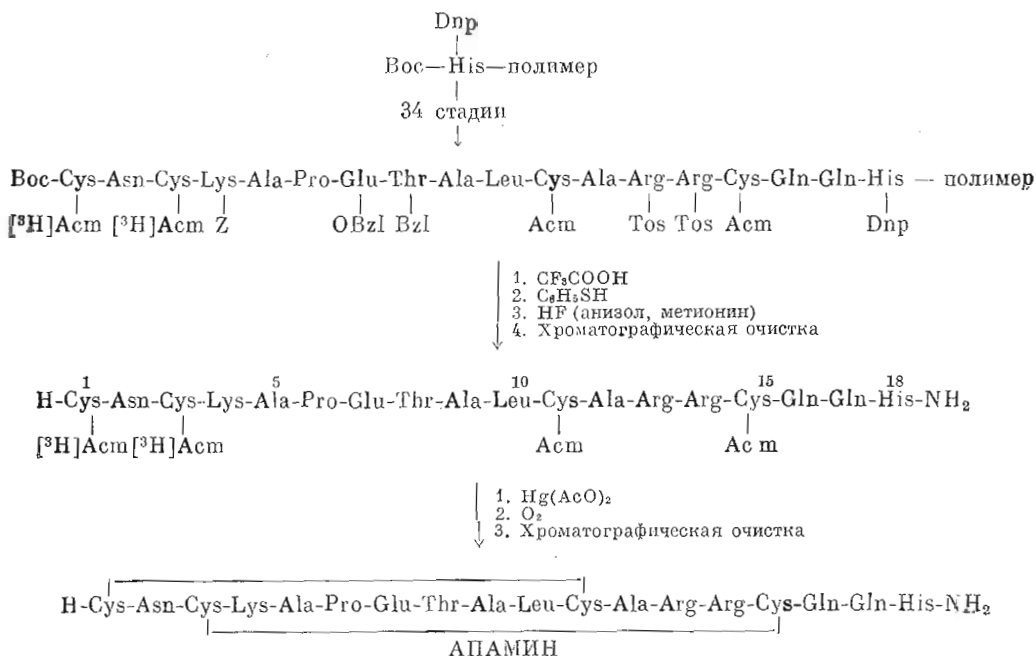 Dnp
Boc—His—полимер
34 стадии
Boc-Cys-Asn-Cys-Lys-Ala-Pro-Glu-Thr-Ala-Leu-Cys-Ala-Arg-Arg-Cys-Gln-Gln-His — полимер
[³H]Acm [³H]Acm Z OBzl Bzl Acm Tos Tos Acm Dnp
1. CF₃COOH
2. C₆H₅SH
3. HF (анизол, метионин)
4. Хроматографическая очистка
1 5 10 15 18
H-Cys-Asn-Cys-Lys-Ala-Pro-Glu-Thr-Ala-Leu-Cys-Ala-Arg-Arg-Cys-Gln-Gln-His-NH₂
[³H]Acm [³H]Acm Acm Ac m
1. Hg(AcO)₂
2. O₂
3. Хроматографическая очистка
H-Cys-Asn-Cys-Lys-Ala-Pro-Glu-Thr-Ala-Leu-Cys-Ala-Arg-Arg-Cys-Gln-Gln-His-NH₂
АПАМИН